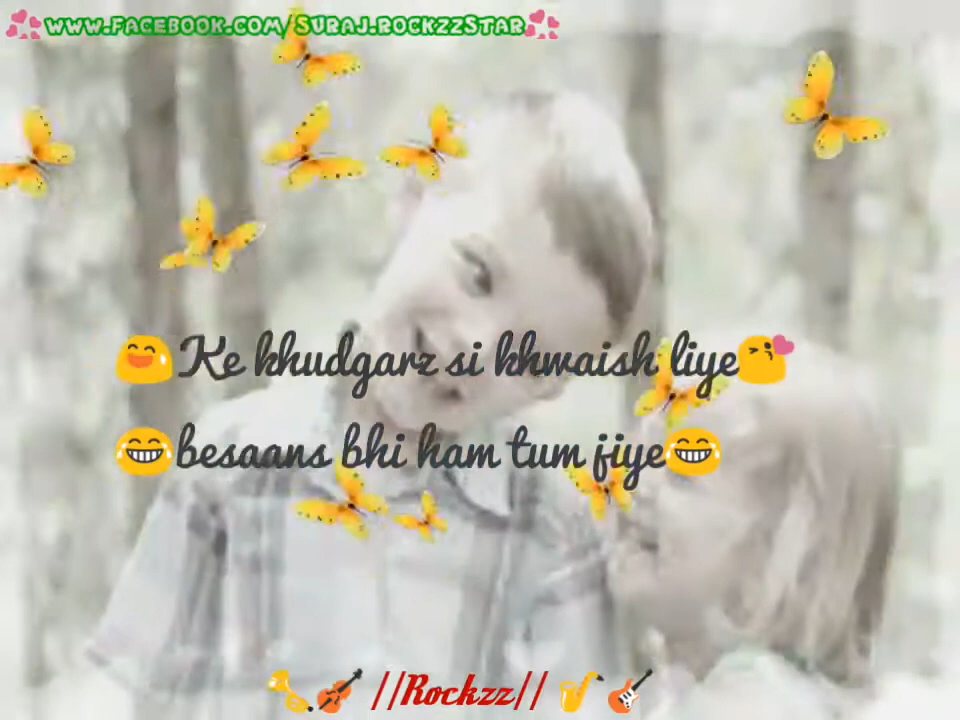 💞www.facebook.com/Suraj.rockzzStar💞
😅Ke khudgarz si khwaish liye😘
😂besaans bhi ham tum jiye😂
🎺🎻 //Rockzz// 🎷🎸